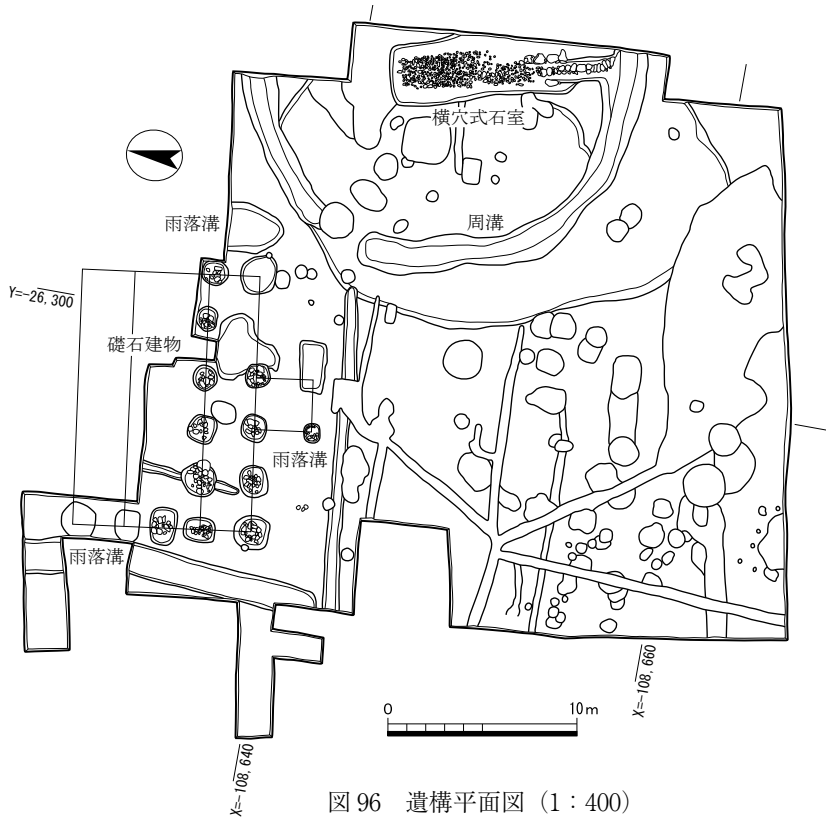 横穴式石室
雨落溝
周溝
Y=-26,300
礎石建物
雨落溝
雨落溝
0 10m
X=-108,660
X=-108,640
図96 遺構平面図（1：400）